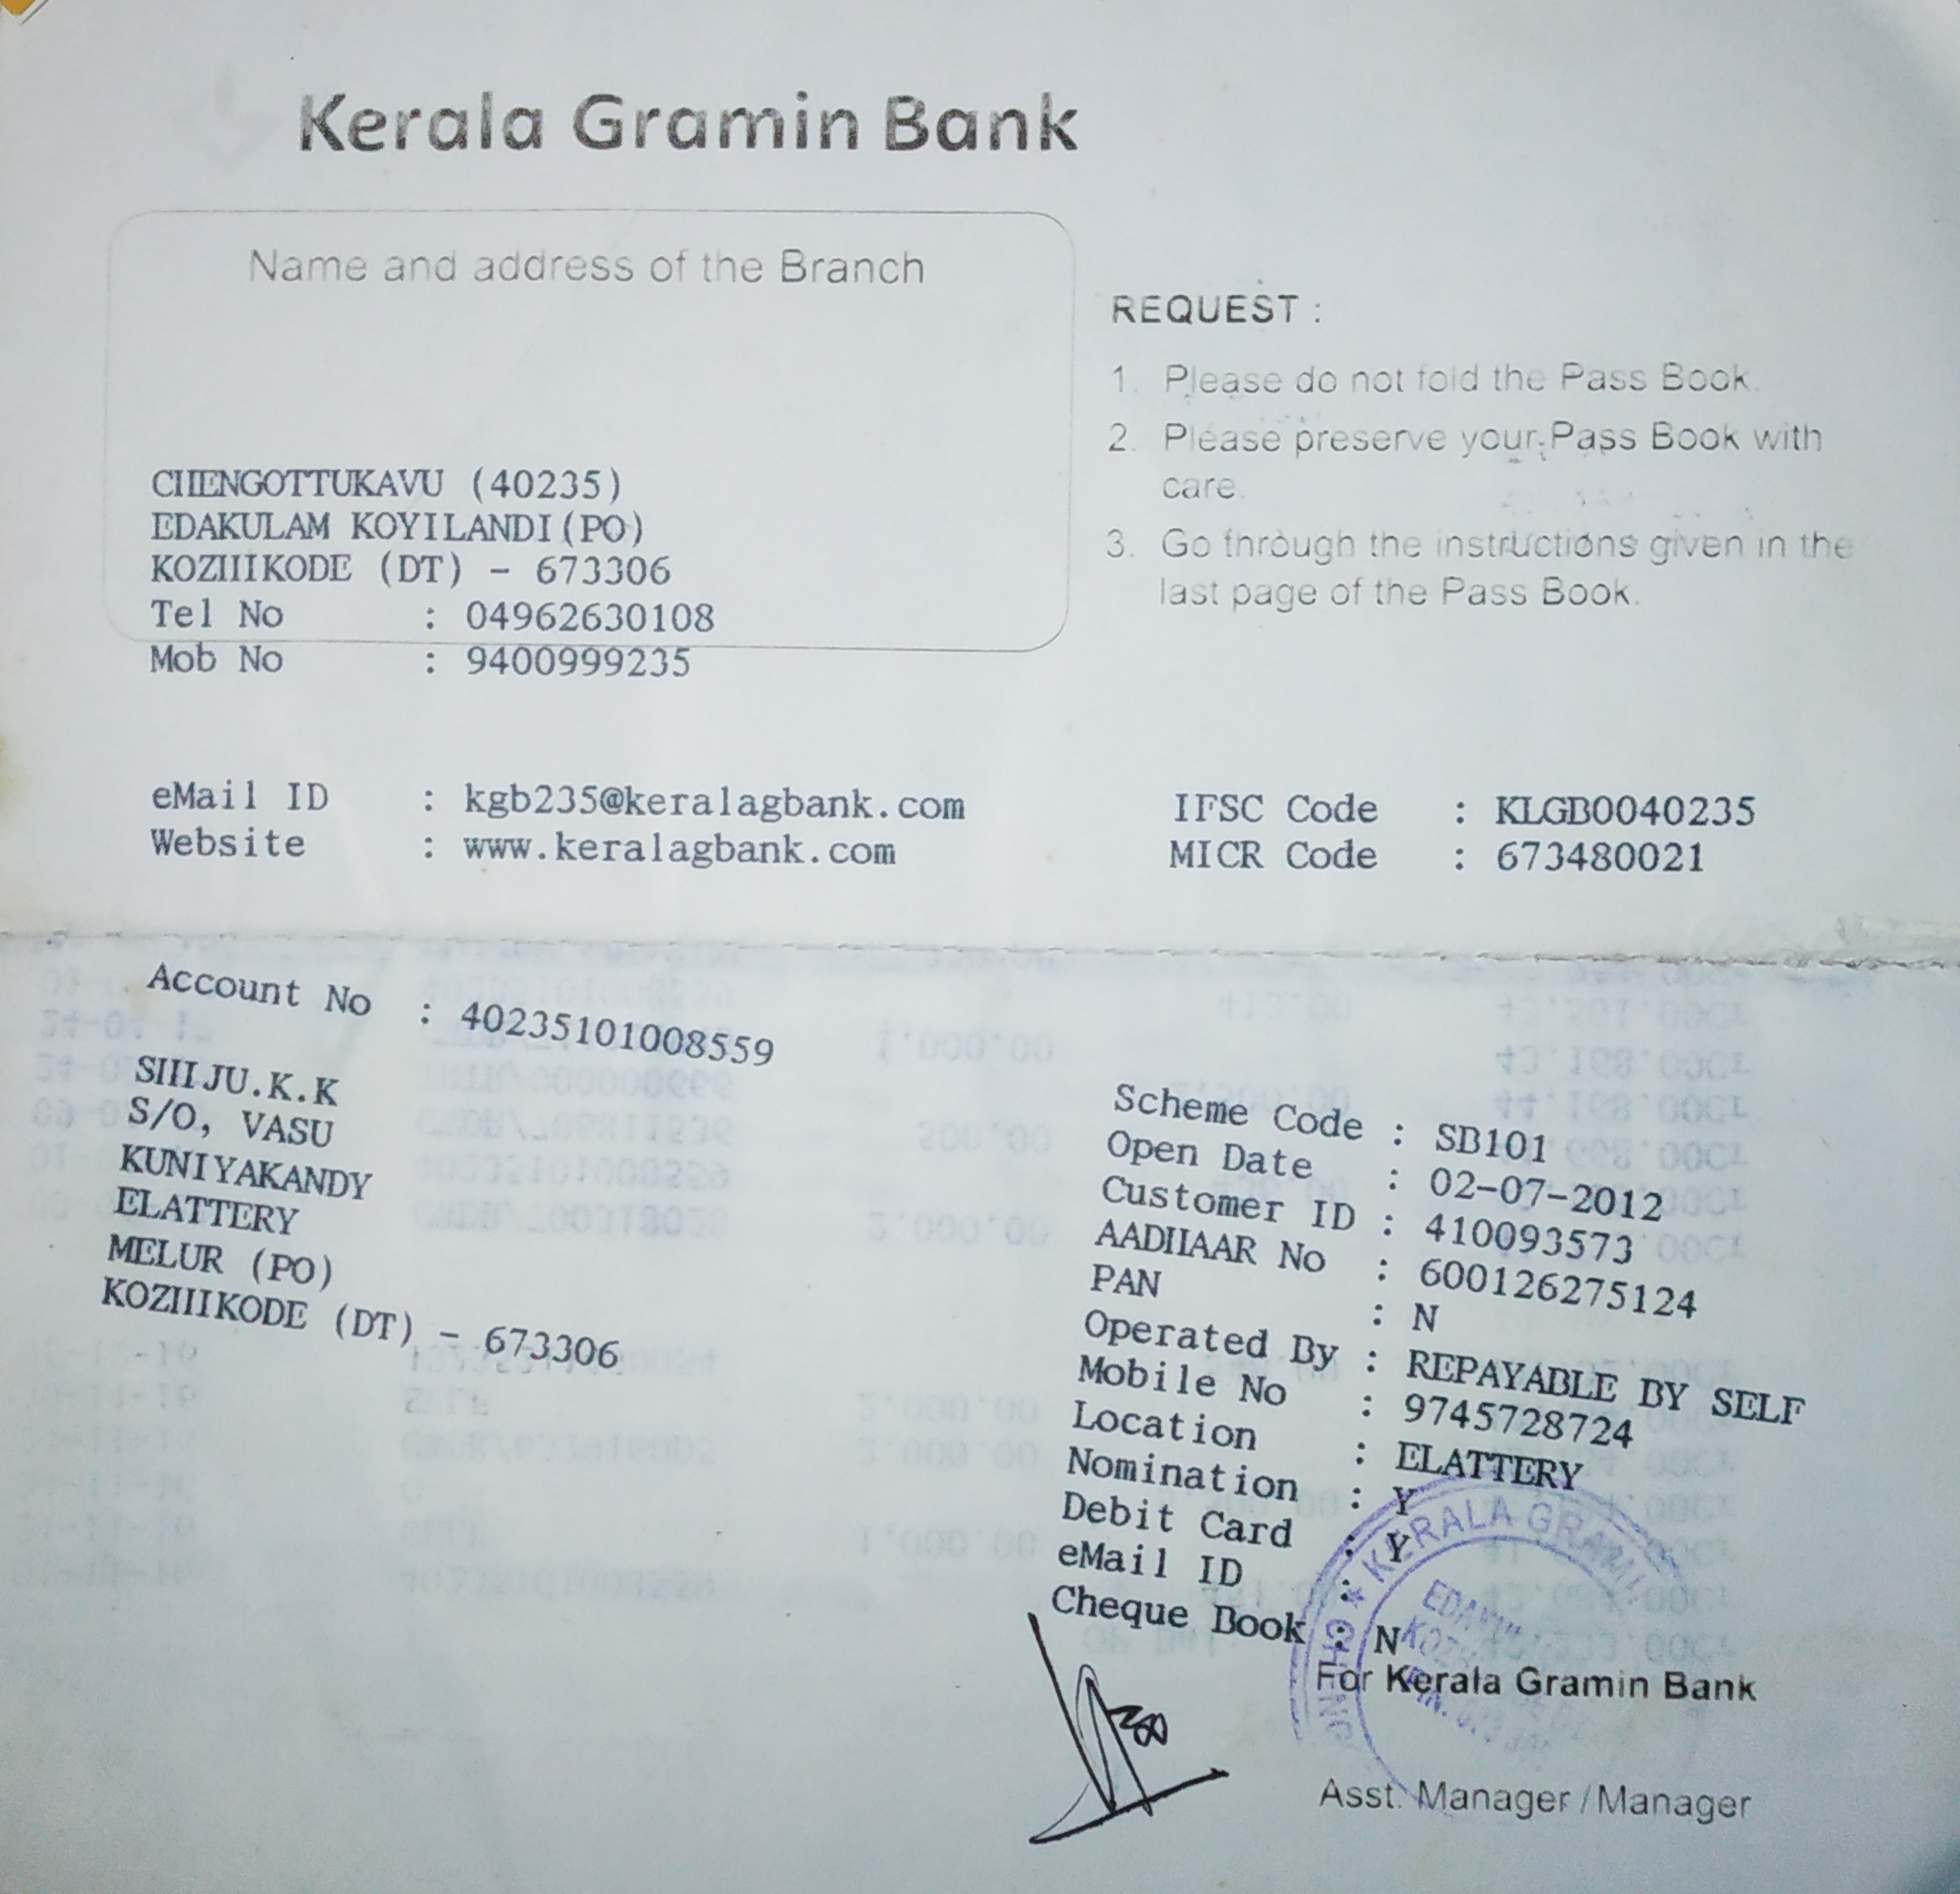 Kerala Gramin Bank
Name and address of the Branch
CHENGOTTUKAVU (40235)
EDAKULAM KOYILANDI(PO)
KOZHIKODE (DT) - 673306
Tel No : 04962630108
Mob No : 9400999235
REQUEST :
1. Please do not fold the Pass Book.
2. Please preserve your Pass Book with
care.
3. Go through the instructions given in the
last page of the Pass Book.
eMail ID : kgb235@keralagbank.com
Website : www.keralagbank.com
IFSC Code : KLGB0040235
MICR Code : 673480021
Account No : 40235101008559
SHIJU.K.K
S/O, VASU
KUNIYAKANDY
ELATTERY
MELUR (PO)
KOZHIKODE (DT) - 673306
Scheme Code : SB101
Open Date : 02-07-2012
Customer ID : 410093573
AADHAAR No : 600126275124
PAN : N
Operated By : REPAYABLE BY SELF
Mobile No : 9745728724
Location : ELATTERY
Nomination : Y
Debit Card : Y
eMail ID :
Cheque Book : N
KERALA
For Kerala Gramin Bank
Asst. Manager / Manager